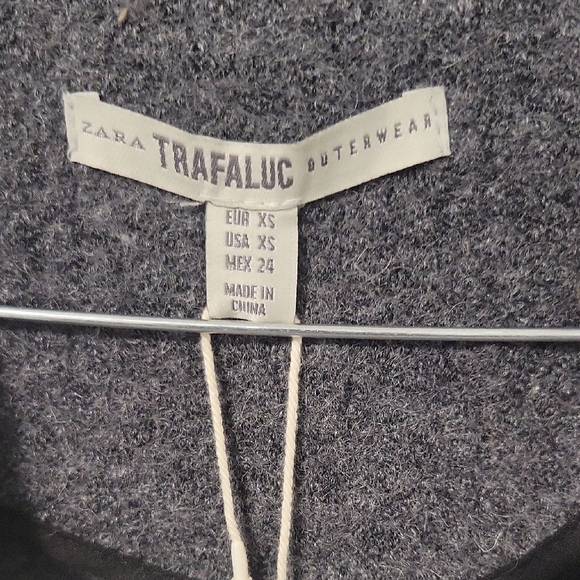 ZARA TRAFALUC OUTERWEAR
EUR XS
USA XS
MEX 24
MADE IN
CHINA